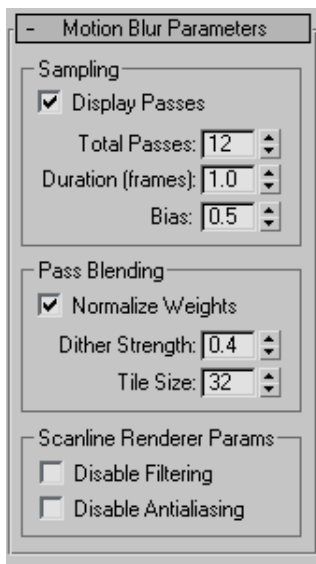 - Motion Blur Parameters
Sampling
Display Passes
Total Passes: 12
Duration (frames): 1.0
Bias: 0.5
Pass Blending
Normalize Weights
Dither Strength: 0.4
Tile Size: 32
Scanline Renderer Params
Disable Filtering
Disable Antialiasing